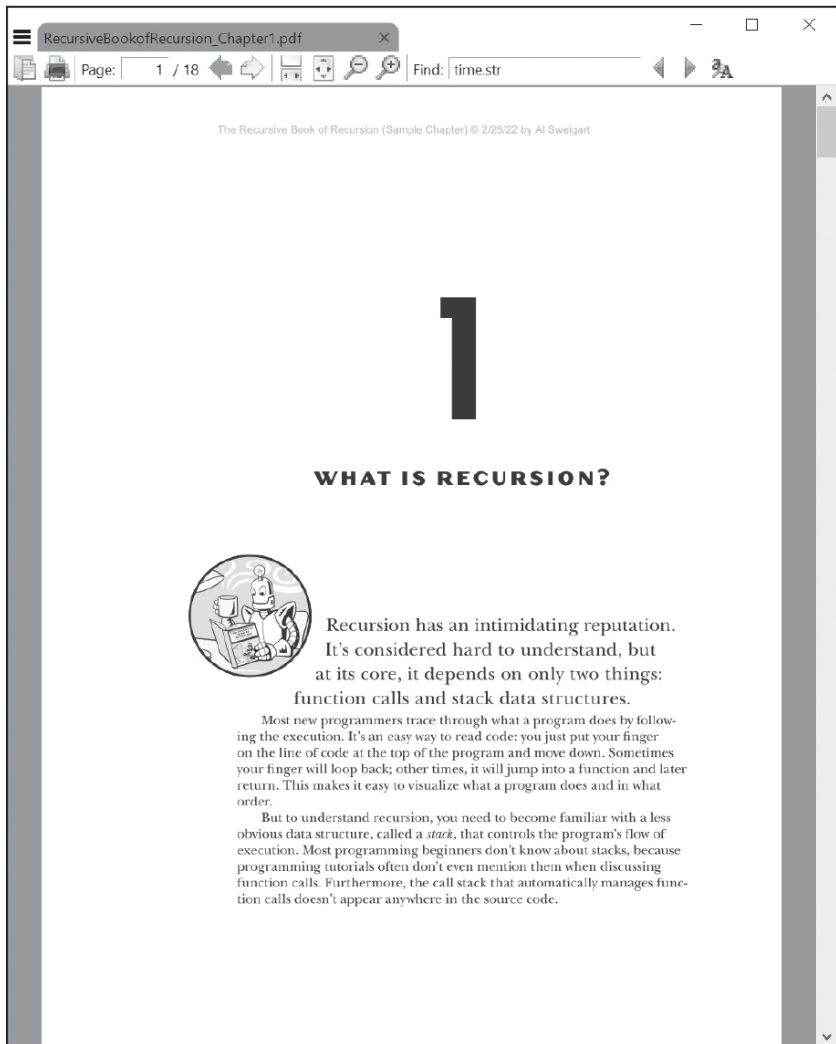 RecursiveBookofRecursion_Chapter1.pdf
Page: 1 / 18 Find: time.str
The Recursive Book of Recursion (Sample Chapter) © 2/28/22 by Al Sweigart
1
WHAT IS RECURSION?
Recursion has an intimidating reputation.
It's considered hard to understand, but
at its core, it depends on only two things:
function calls and stack data structures.
Most new programmers trace through what a program does by follow-
ing the execution. It's an easy way to read code: you just put your finger
on the line of code at the top of the program and move down. Sometimes
your finger will loop back; other times, it will jump into a function and later
return. This makes it easy to visualize what a program does and in what
order.
But to understand recursion, you need to become familiar with a less
obvious data structure, called a stack, that controls the program's flow of
execution. Most programming beginners don't know about stacks, because
programming tutorials often don't even mention them when discussing
function calls. Furthermore, the call stack that automatically manages func-
tion calls doesn't appear anywhere in the source code.